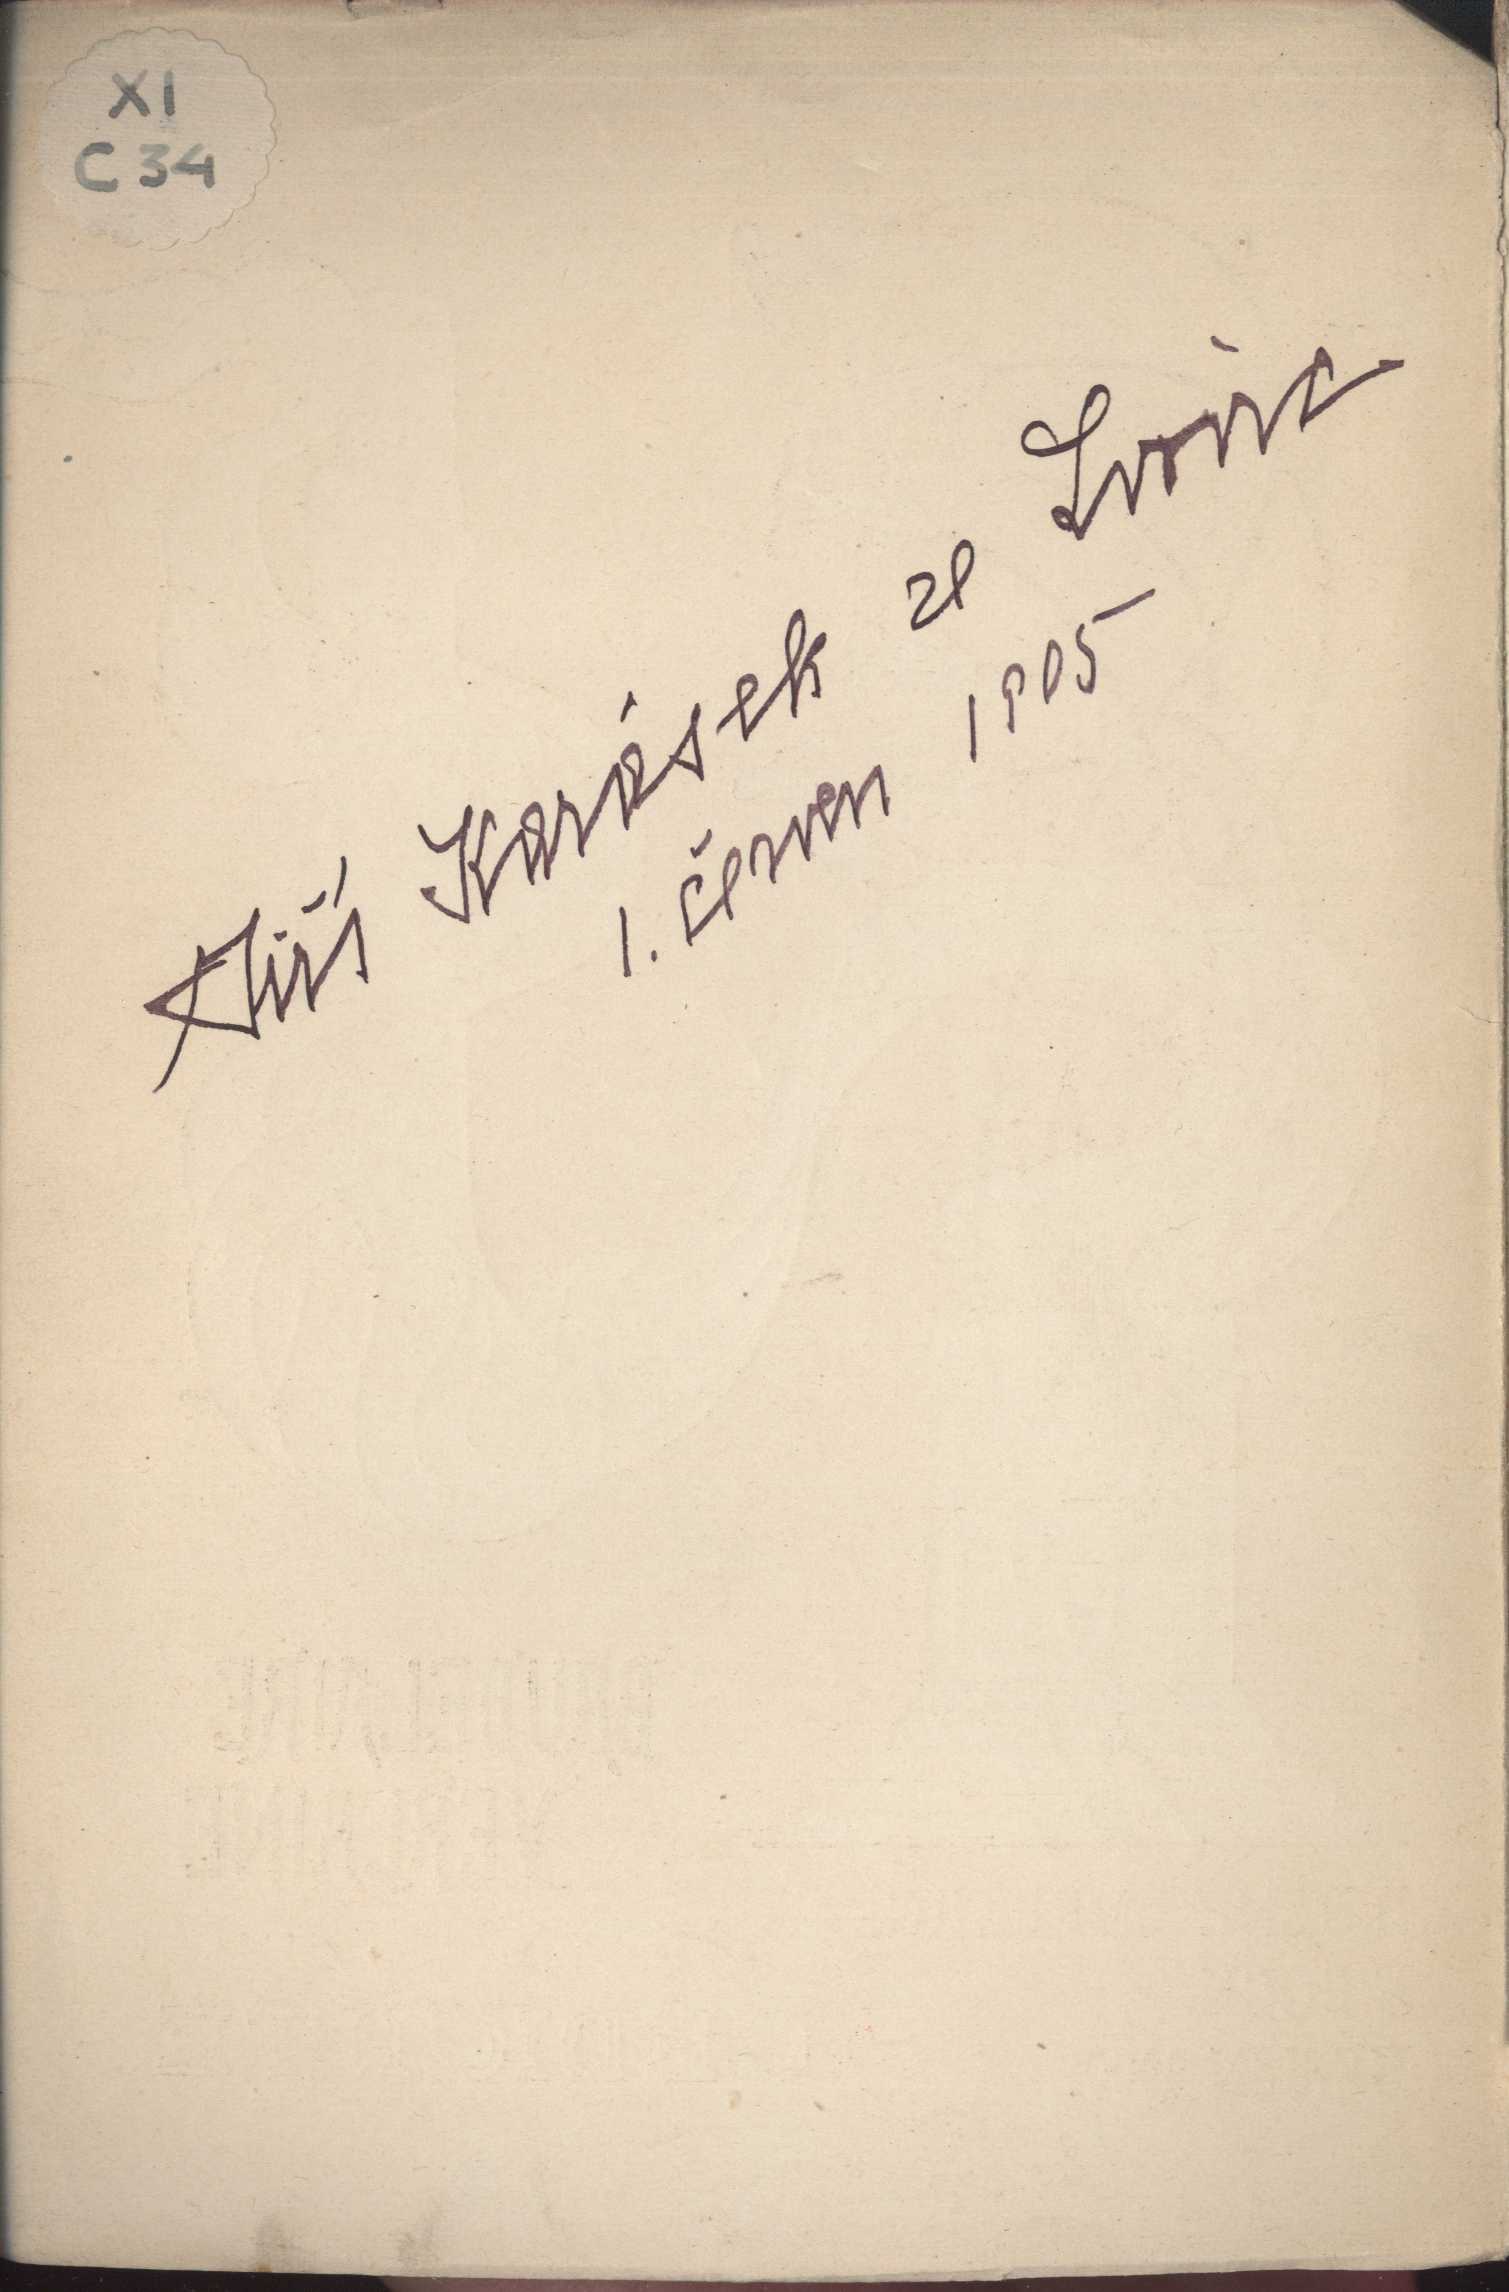 XI
C 34
Jiří Karásek ze Lvovic
1. červen 1905